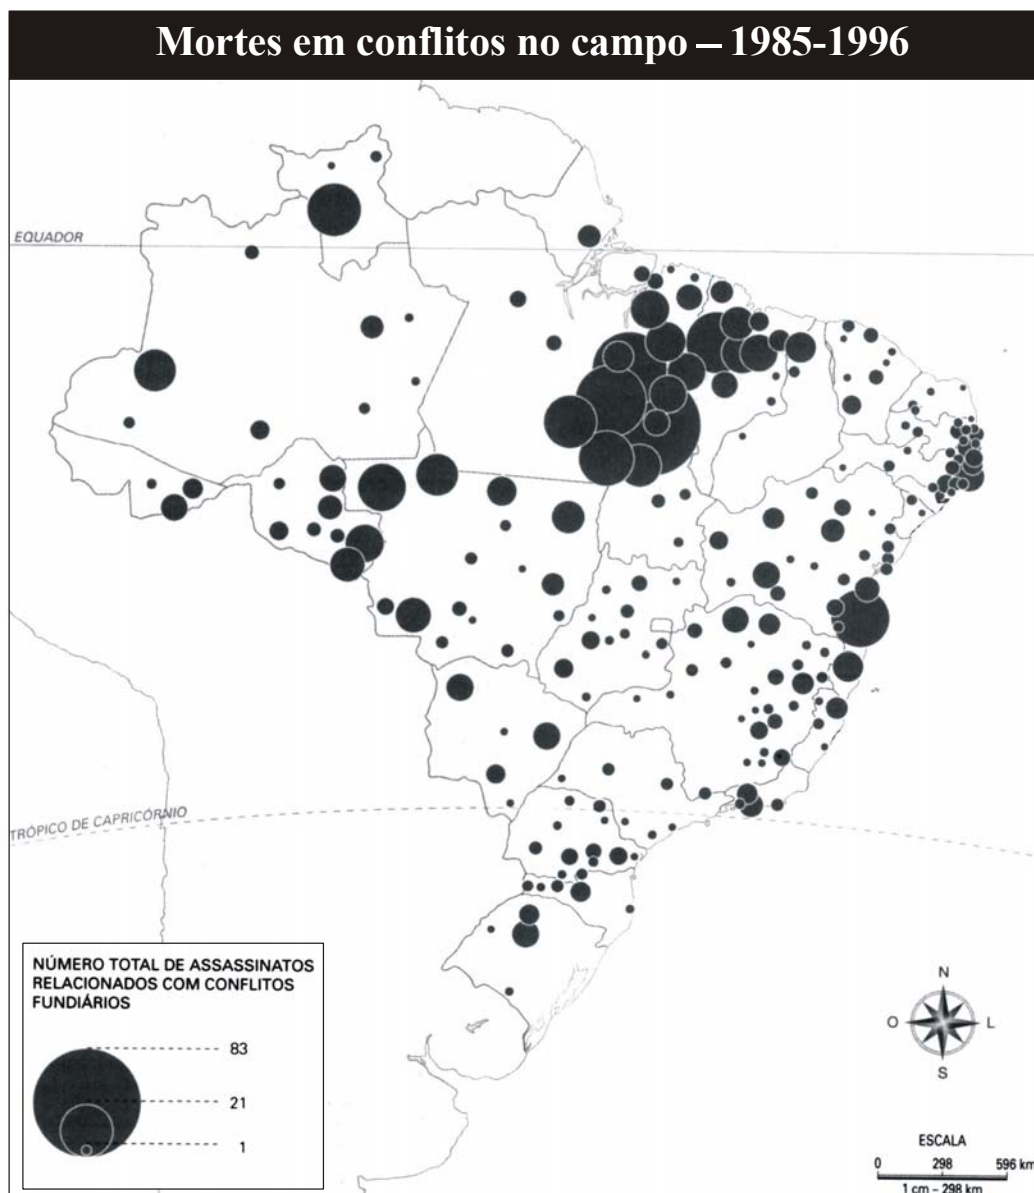 Mortes em conflitos no campo – 1985-1996
EQUADOR
TRÓPICO DE CAPRICÓRNIO
NÚMERO TOTAL DE ASSASSINATOS
RELACIONADOS COM CONFLITOS
FUNDIÁRIOS
83
21
1
N
O
L
S
ESCALA
0 298 596 km
1 cm – 298 km